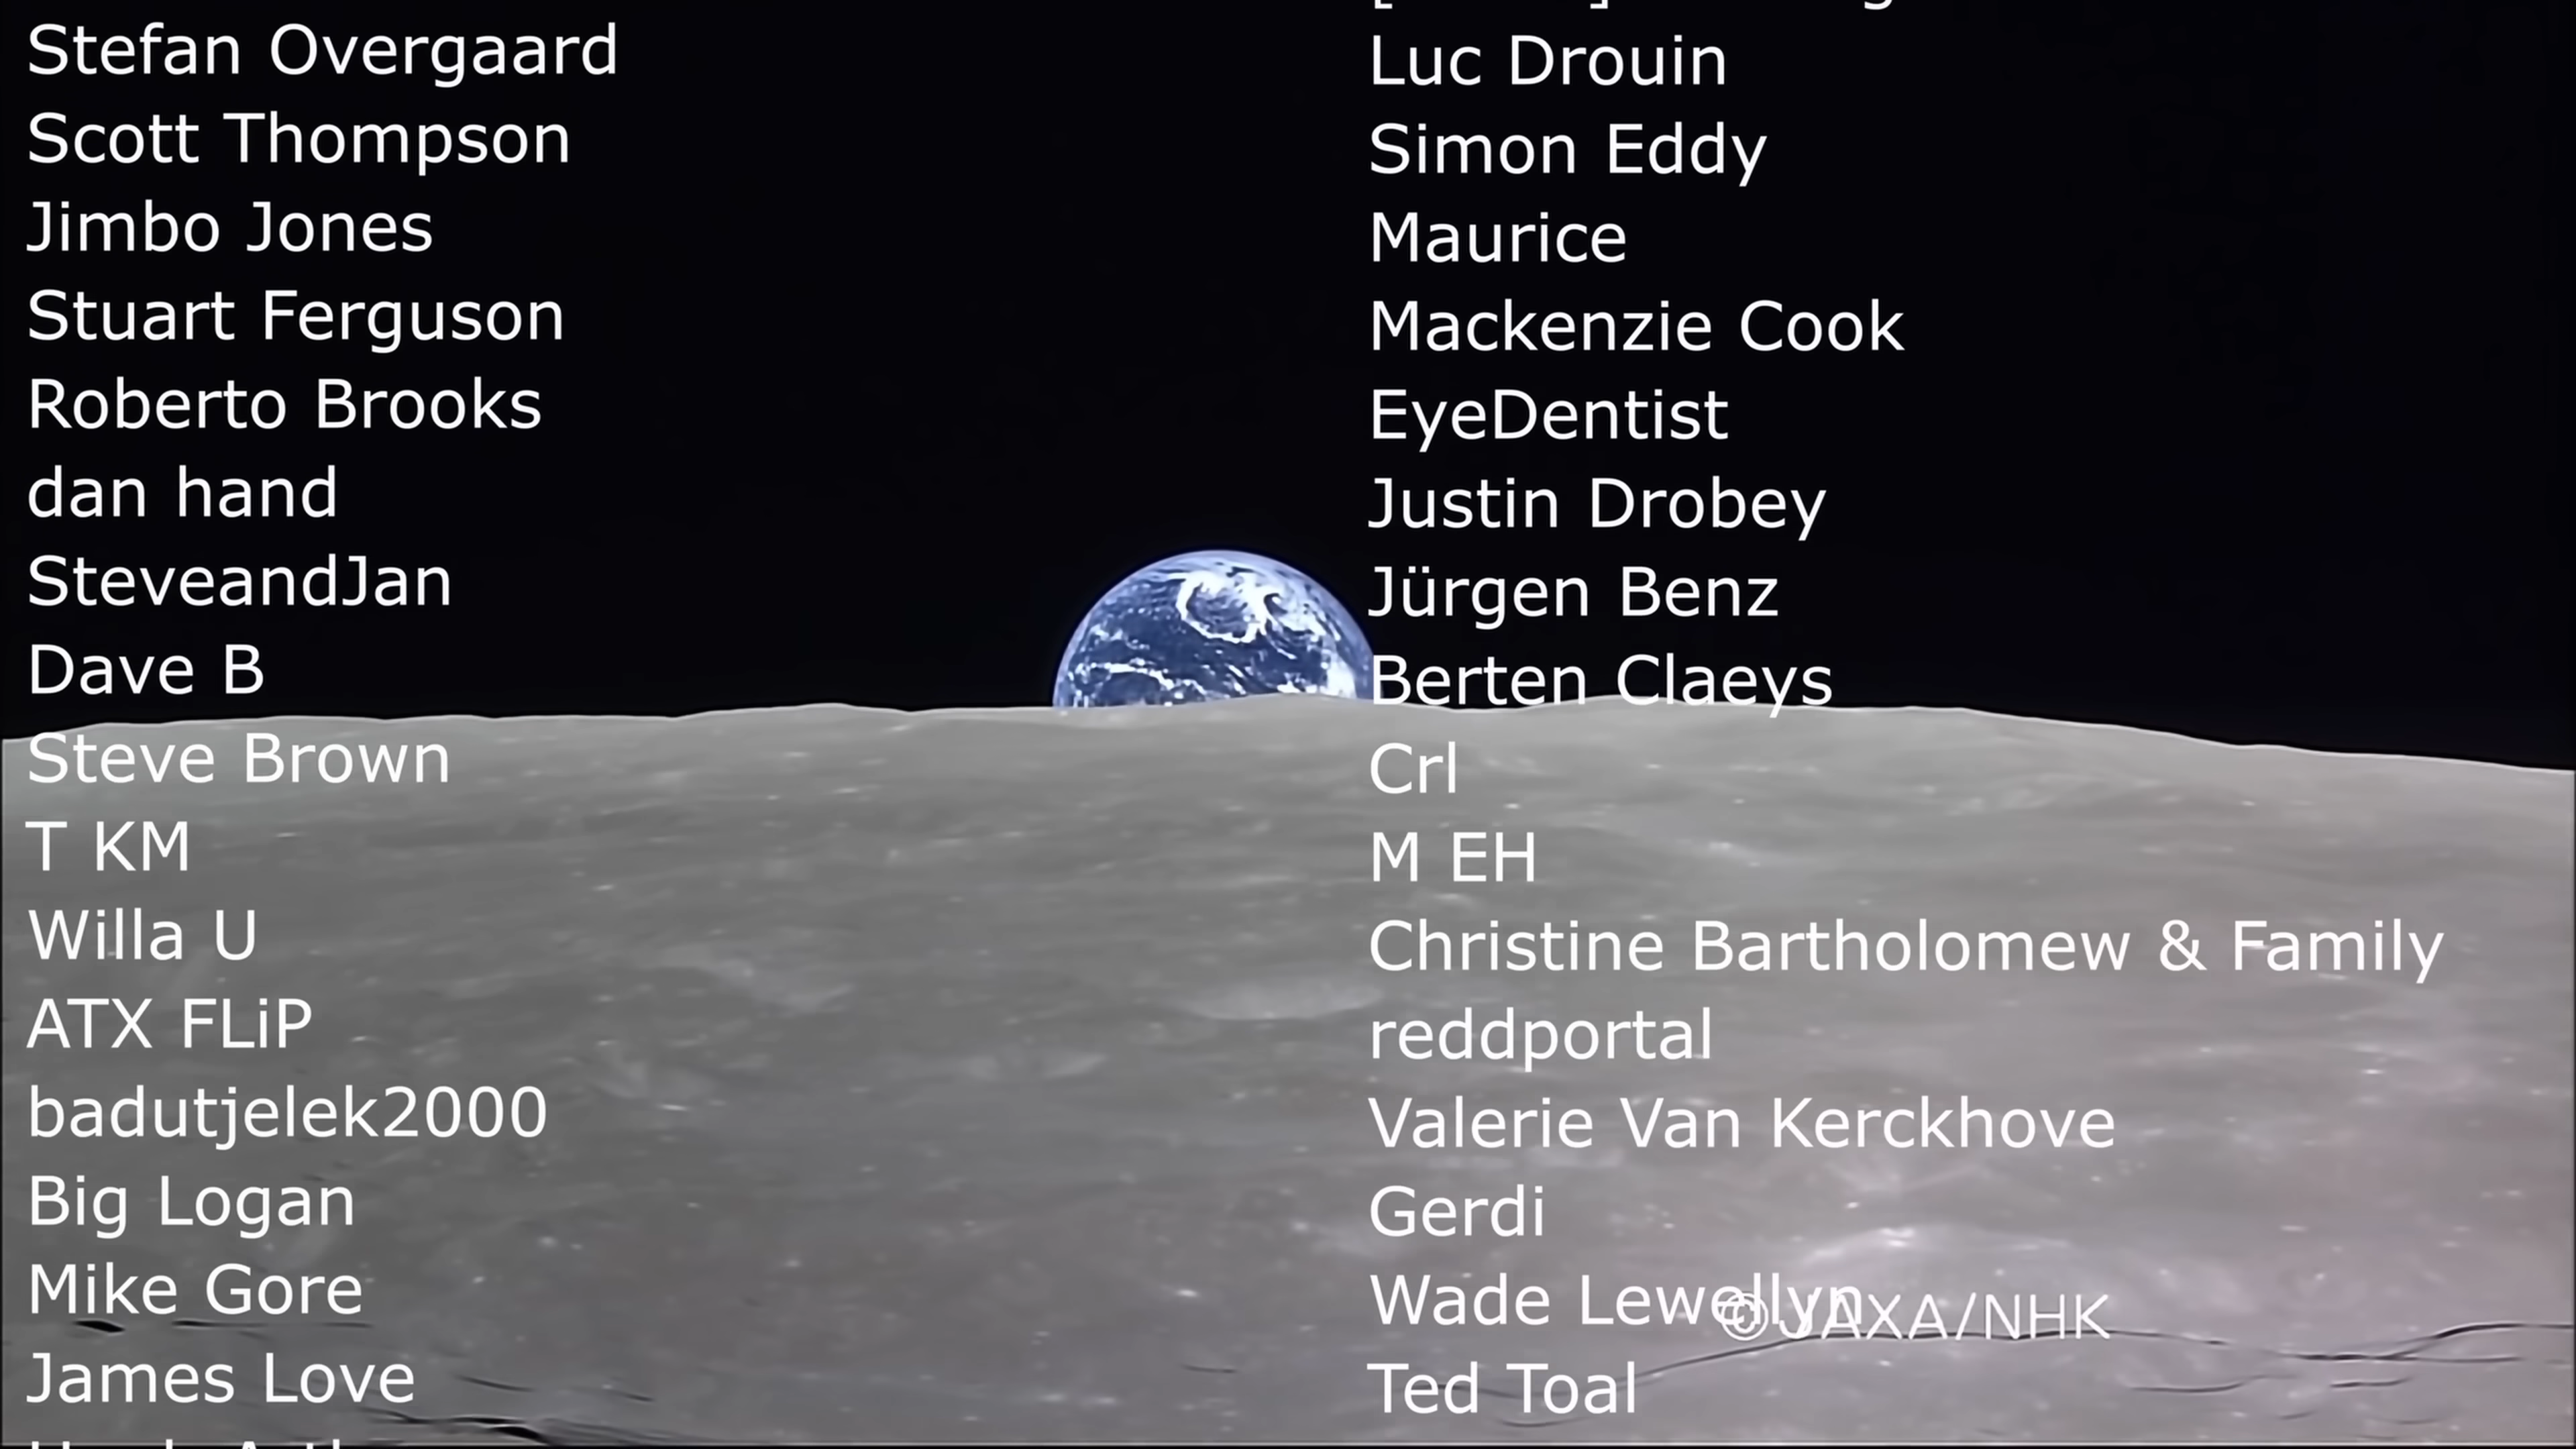 Stefan Overgaard
Scott Thompson
Jimbo Jones
Stuart Ferguson
Roberto Brooks
dan hand
SteveandJan
Dave B
Steve Brown
T KM
Willa U
ATX FLiP
badutjelek2000
Big Logan
Mike Gore
James Love
Luc Drouin
Simon Eddy
Maurice
Mackenzie Cook
EyeDentist
Justin Drobey
Jürgen Benz
Berten Claeys
Crl
M EH
Christine Bartholomew & Family
reddportal
Valerie Van Kerckhove
Gerdi
Wade Lewellyn
©JAXA/NHK
Ted Toal